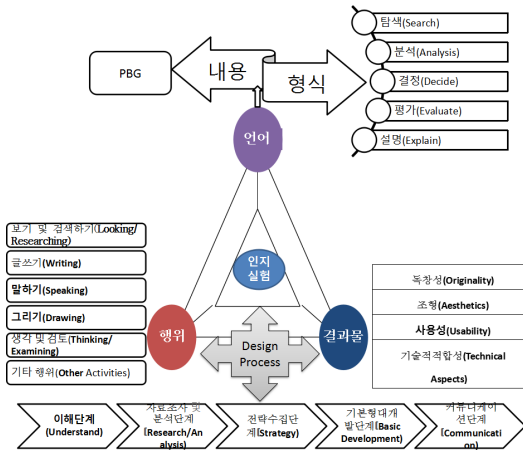 PBG
내용
형식
탐색(Search)
분석(Analysis)
결정(Decide)
평가(Evaluate)
설명(Explain)
언어
보기 및 검색하기(Looking/
Researching)
글쓰기(Writing)
말하기(Speaking)
그리기(Drawing)
생각 및 검토(Thinking/
Examining)
기타 행위(Other Activities)
인지
실험
행위
결과물
Design
Process
독창성(Originality)
조형(Aesthetics)
사용성(Usability)
기술적적합성(Technical
Aspects)
이해단계
(Understand)
자료조사 및
분석단계
[Research/An
alysis)
전략수집단
계[Strategy)
기본형태개
발단계[Basic
Development)
커뮤니케이
션단계
[Communicati
on)